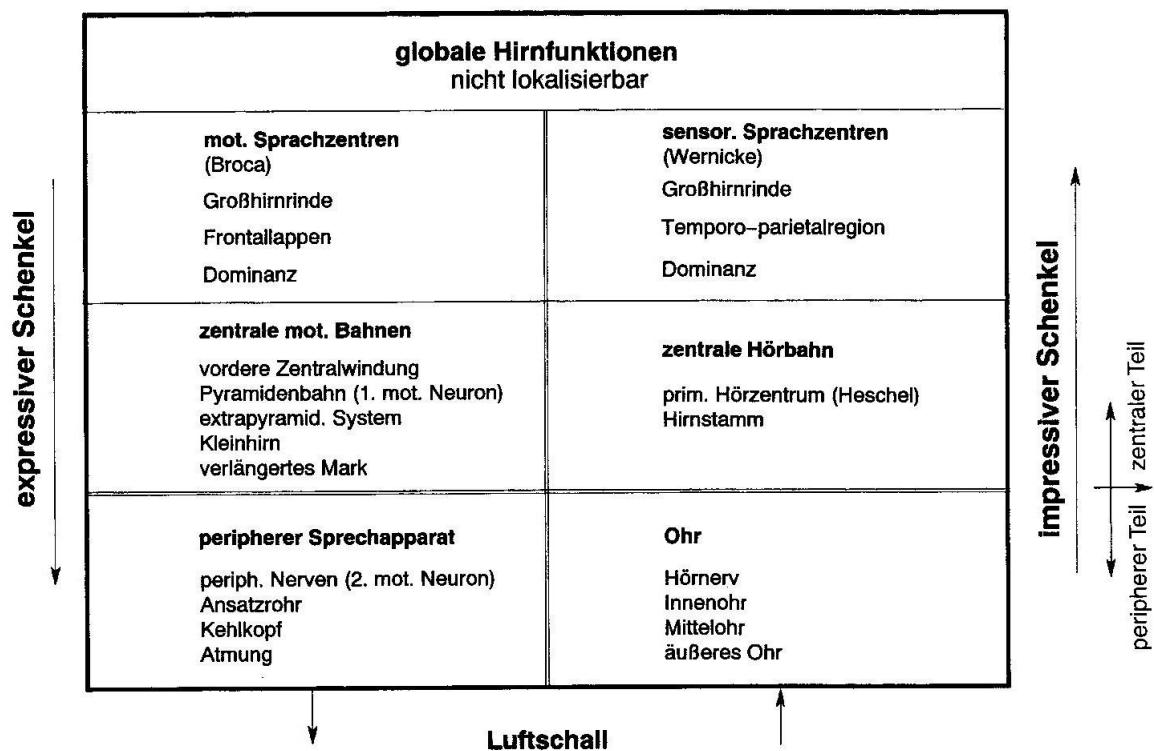 globale Hirnfunktionen
nicht lokalisierbar
mot. Sprachzentren
(Broca)
Großhirnrinde
Frontallappen
Dominanz
sensor. Sprachzentren
(Wernicke)
Großhirnrinde
Temporo-parietalregion
Dominanz
zentrale mot. Bahnen
vordere Zentralwindung
Pyramidenbahn (1. mot. Neuron)
extrapyramid. System
Kleinhirn
verlängertes Mark
zentrale Hörbahn
prim. Hörzentrum (Heschel)
Hirnstamm
peripherer Sprechapparat
periph. Nerven (2. mot. Neuron)
Ansatzrohr
Kehlkopf
Atmung
Ohr
Hörnerv
Innenohr
Mittelohr
äußeres Ohr
expressiver Schenkel
impressiver Schenkel
zentraler Teil
peripherer Teil
Luftschall